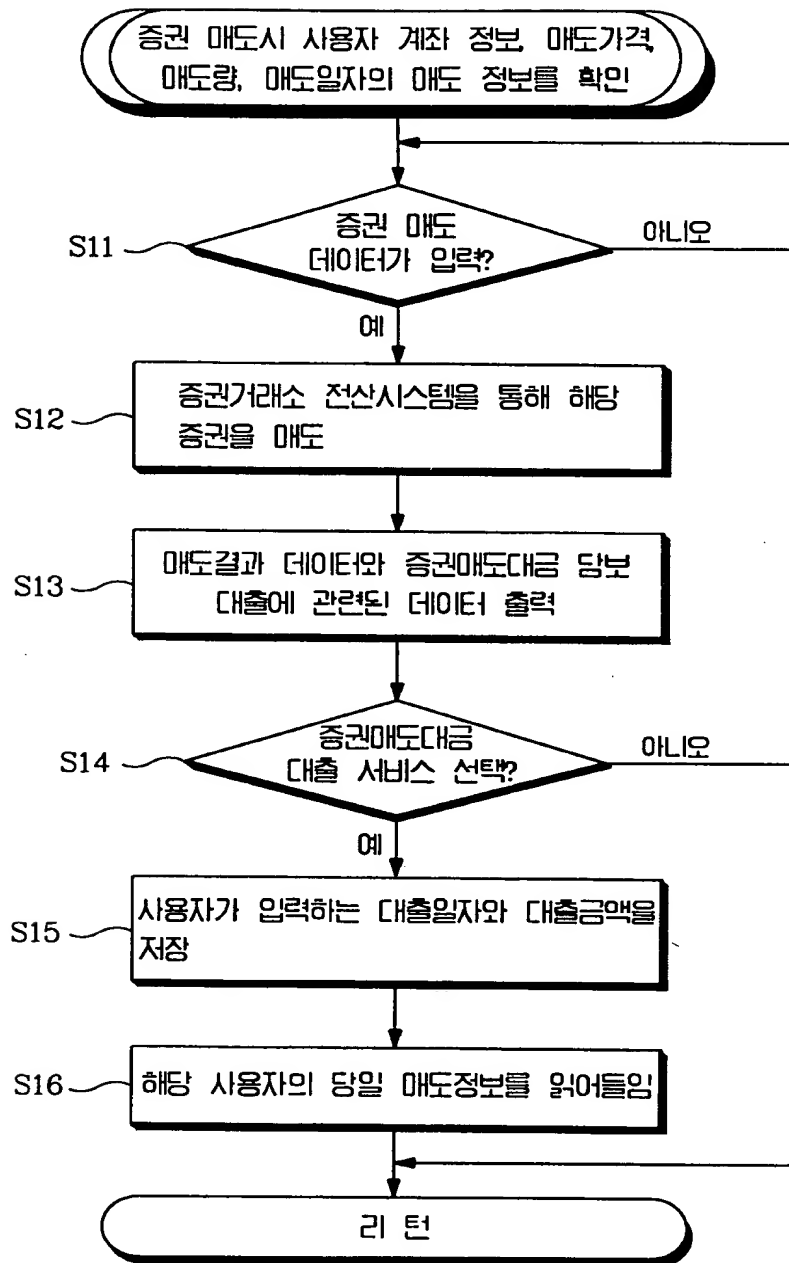 증권 매도시 사용자 계좌 정보, 매도가격,
매도량, 매도일자의 매도 정보를 확인
S11
증권 매도
데이터가 입력?
아니오
예
S12
증권거래소 전산시스템을 통해 해당
증권을 매도
S13
매도결과 데이터와 증권매도대금 담보
대출에 관련된 데이터 출력
S14
증권매도대금
대출 서비스 선택?
아니오
예
S15
사용자가 입력하는 대출일자와 대출금액을
저장
S16
해당 사용자의 당일 매도정보를 읽어들임
리 턴